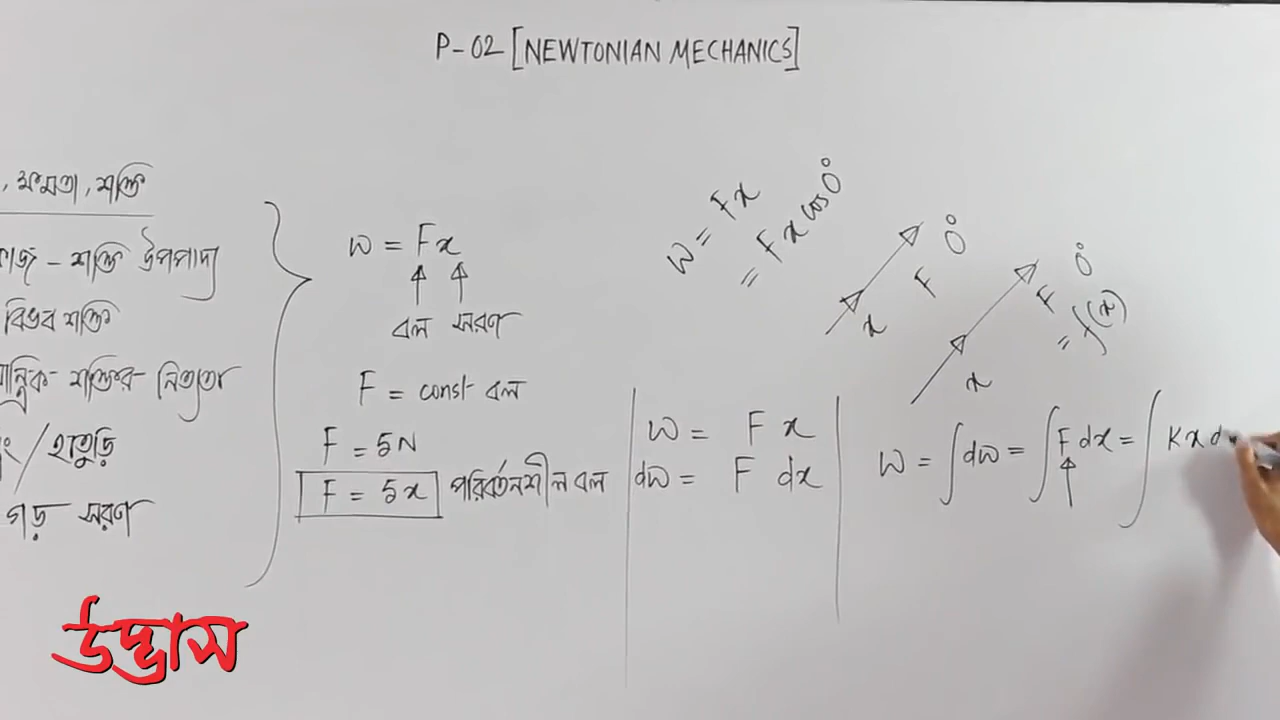 P-02 [NEWTONIAN MECHANICS]
, ক্ষমতা, শক্তি
কাজ - শক্তি উপপাদ্য
বিভব শক্তি
শক্তির নিত্যতা
/ হাতুড়ি
গড় সরণ
W = Fx
বল সরণ
F = const বল
F = 5N
F = 5x পরিবর্তনশীল বল
W = Fx
= Fx cos 0°
x F 0°
x F 0°
= f(x)
W = F x
dW = F dx
W = ∫dW = ∫F dx = ∫Kx d
উদ্ভাস